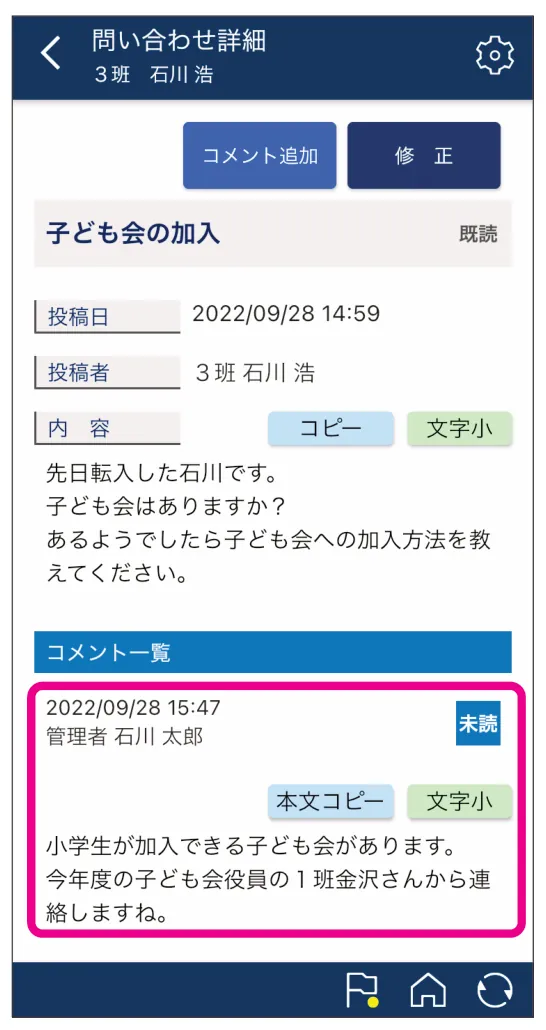 問い合わせ詳細
３班　石川 浩
コメント追加
修　正
子ども会の加入
既読
投稿日
2022/09/28 14:59
投稿者
３班 石川 浩
内　容
コピー
文字小
先日転入した石川です。
子ども会はありますか？
あるようでしたら子ども会への加入方法を教
えてください。
コメント一覧
2022/09/28 15:47
管理者 石川 太郎
未読
本文コピー
文字小
小学生が加入できる子ども会があります。
今年度の子ども会役員の１班金沢さんから連
絡しますね。